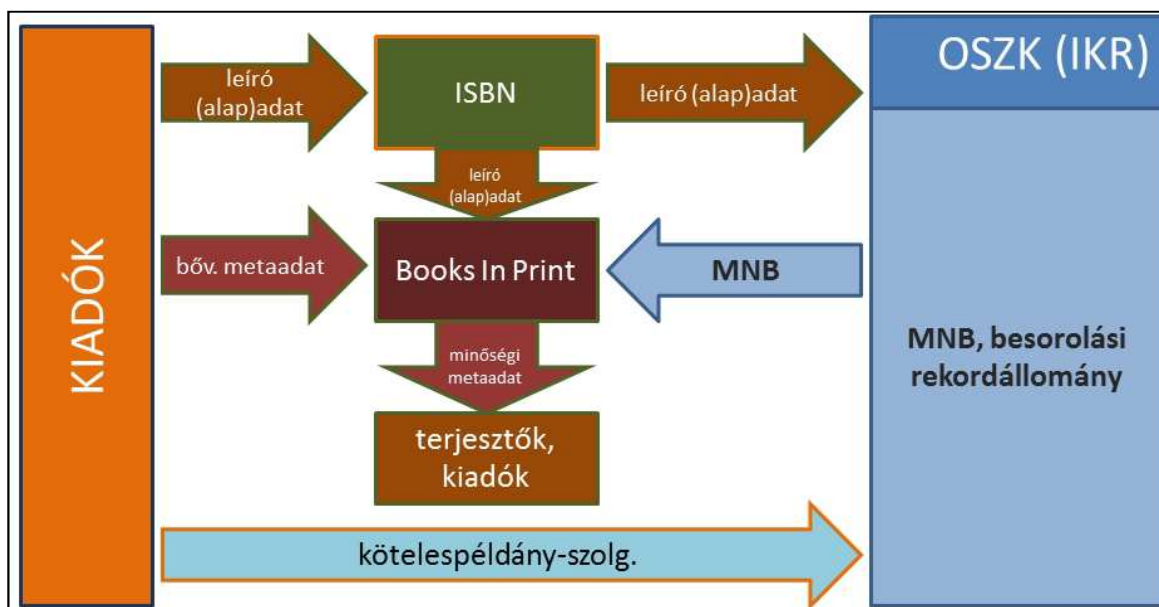 KIADÓK
leíró
(alap)adat
ISBN
leíró (alap)adat
OSZK (IKR)
leíró
(alap)adat
bőv. metaadat
Books In Print
MNB
MNB, besorolási
rekordállomány
minőségi
metaadat
terjesztők,
kiadók
kötelespéldány-szolg.